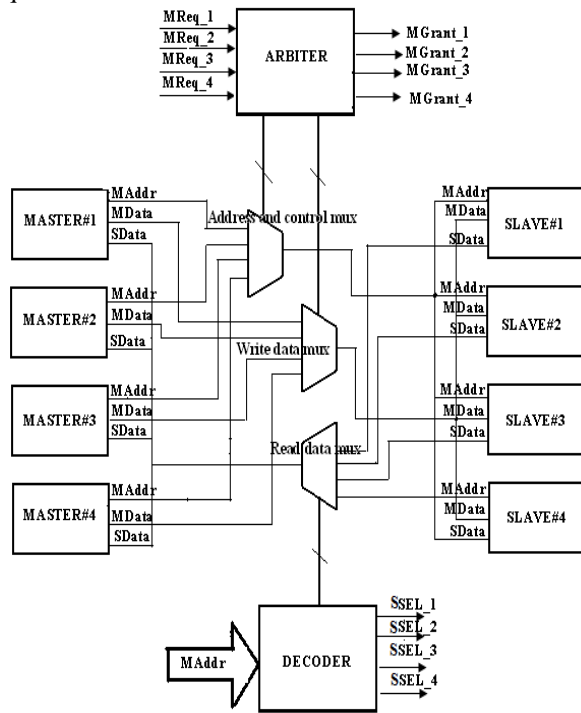 MReq_1
MReq_2
MReq_3
MReq_4
ARBITER
MGrant_1
MGrant_2
MGrant_3
MGrant_4
MASTER#1
MAddr
MData
SData
Address and control mux
MAddr
MData
SData
SLAVE#1
MASTER#2
MAddr
MData
SData
Write data mux
MAddr
MData
SData
SLAVE#2
MASTER#3
MAddr
MData
SData
Read data mux
MAddr
SData
SLAVE#3
MASTER#4
MAddr
MData
SData
MAddr
MData
SData
SLAVE#4
MAddr
DECODER
SSEL_1
SSEL_2
SSEL_3
SSEL_4